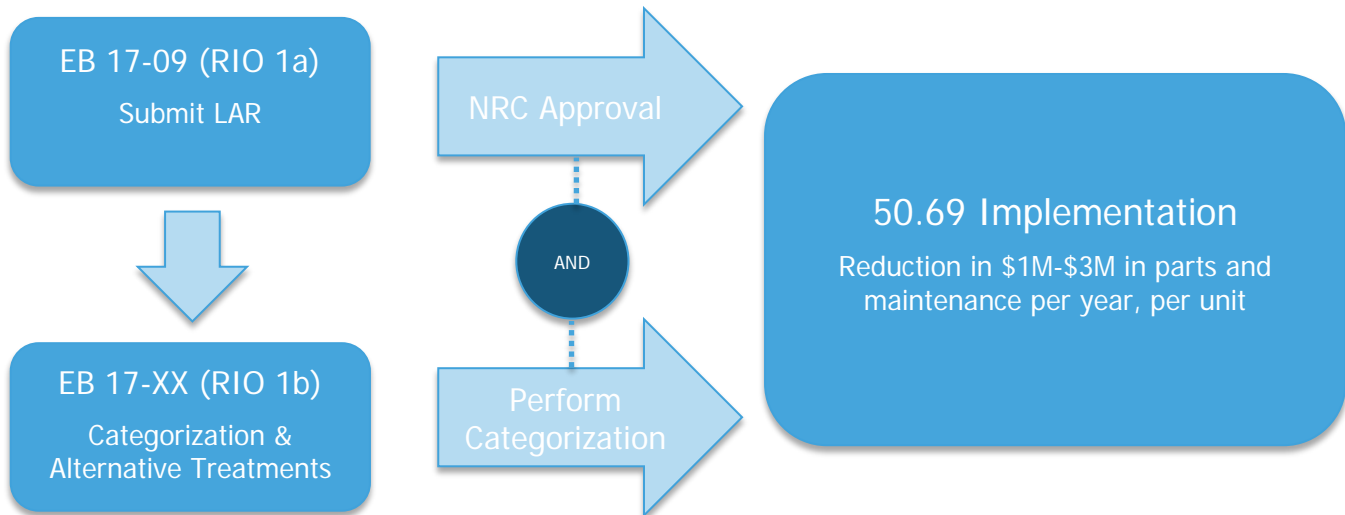 EB 17-09 (RIO 1a)
Submit LAR
EB 17-XX (RIO 1b)
Categorization &
Alternative Treatments
NRC Approval
AND
Perform
Categorization
50.69 Implementation
Reduction in $1M-$3M in parts and
maintenance per year, per unit